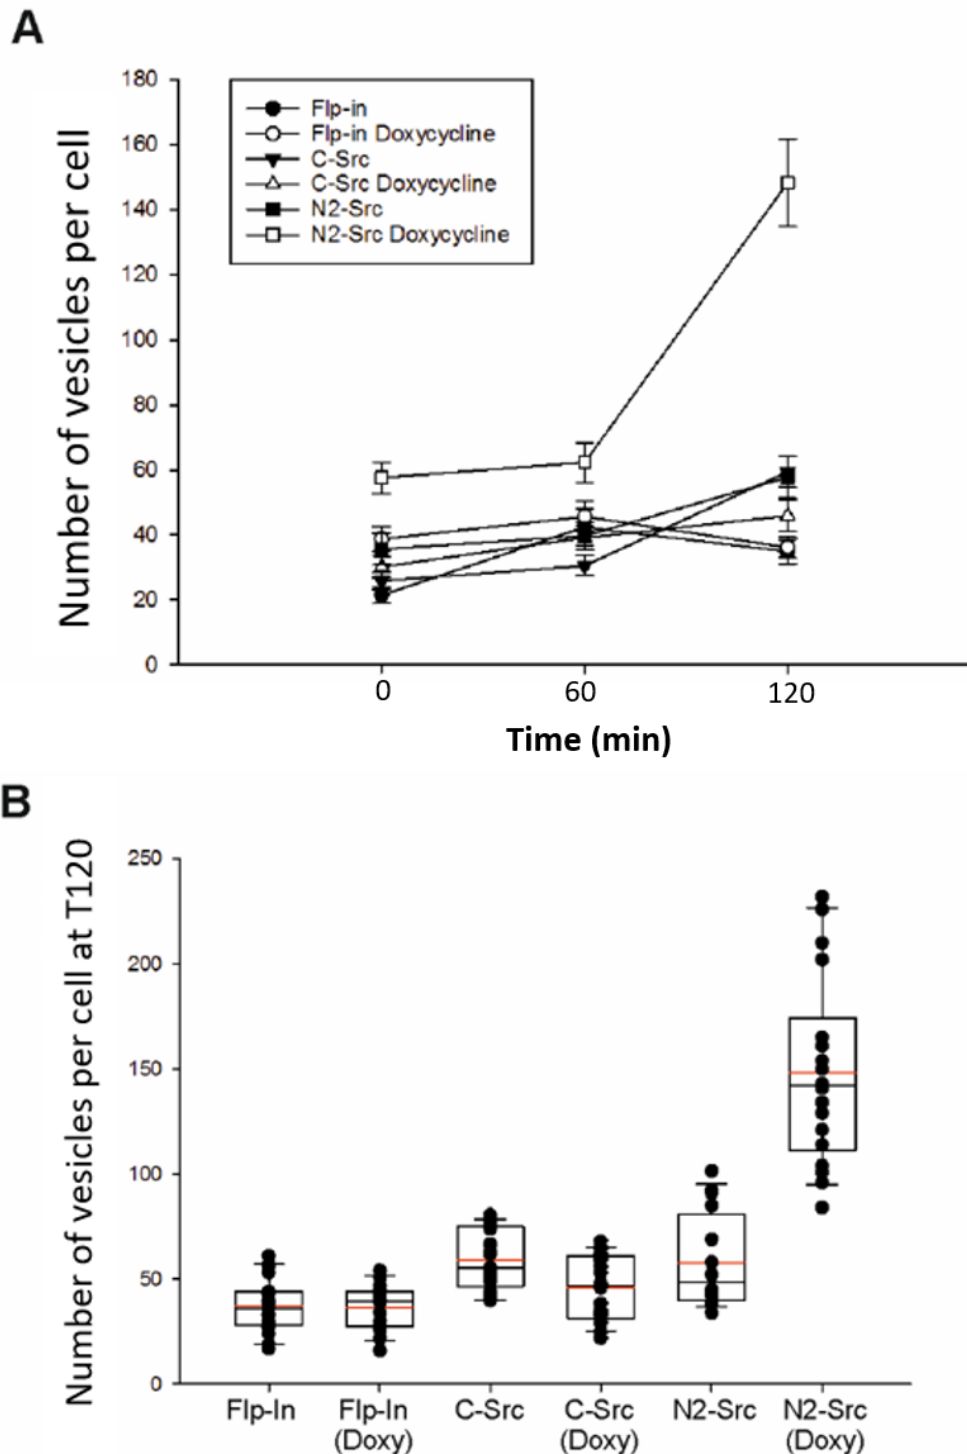 A
Number of vesicles per cell
180
160
140
120
100
80
60
40
20
0
Flp-in
Flp-in Doxycycline
C-Src
C-Src Doxycycline
N2-Src
N2-Src Doxycycline
0 60 120
Time (min)
B
Number of vesicles per cell at T120
250
200
150
100
50
0
Flp-In Flp-In C-Src C-Src N2-Src N2-Src
(Doxy) (Doxy) (Doxy)